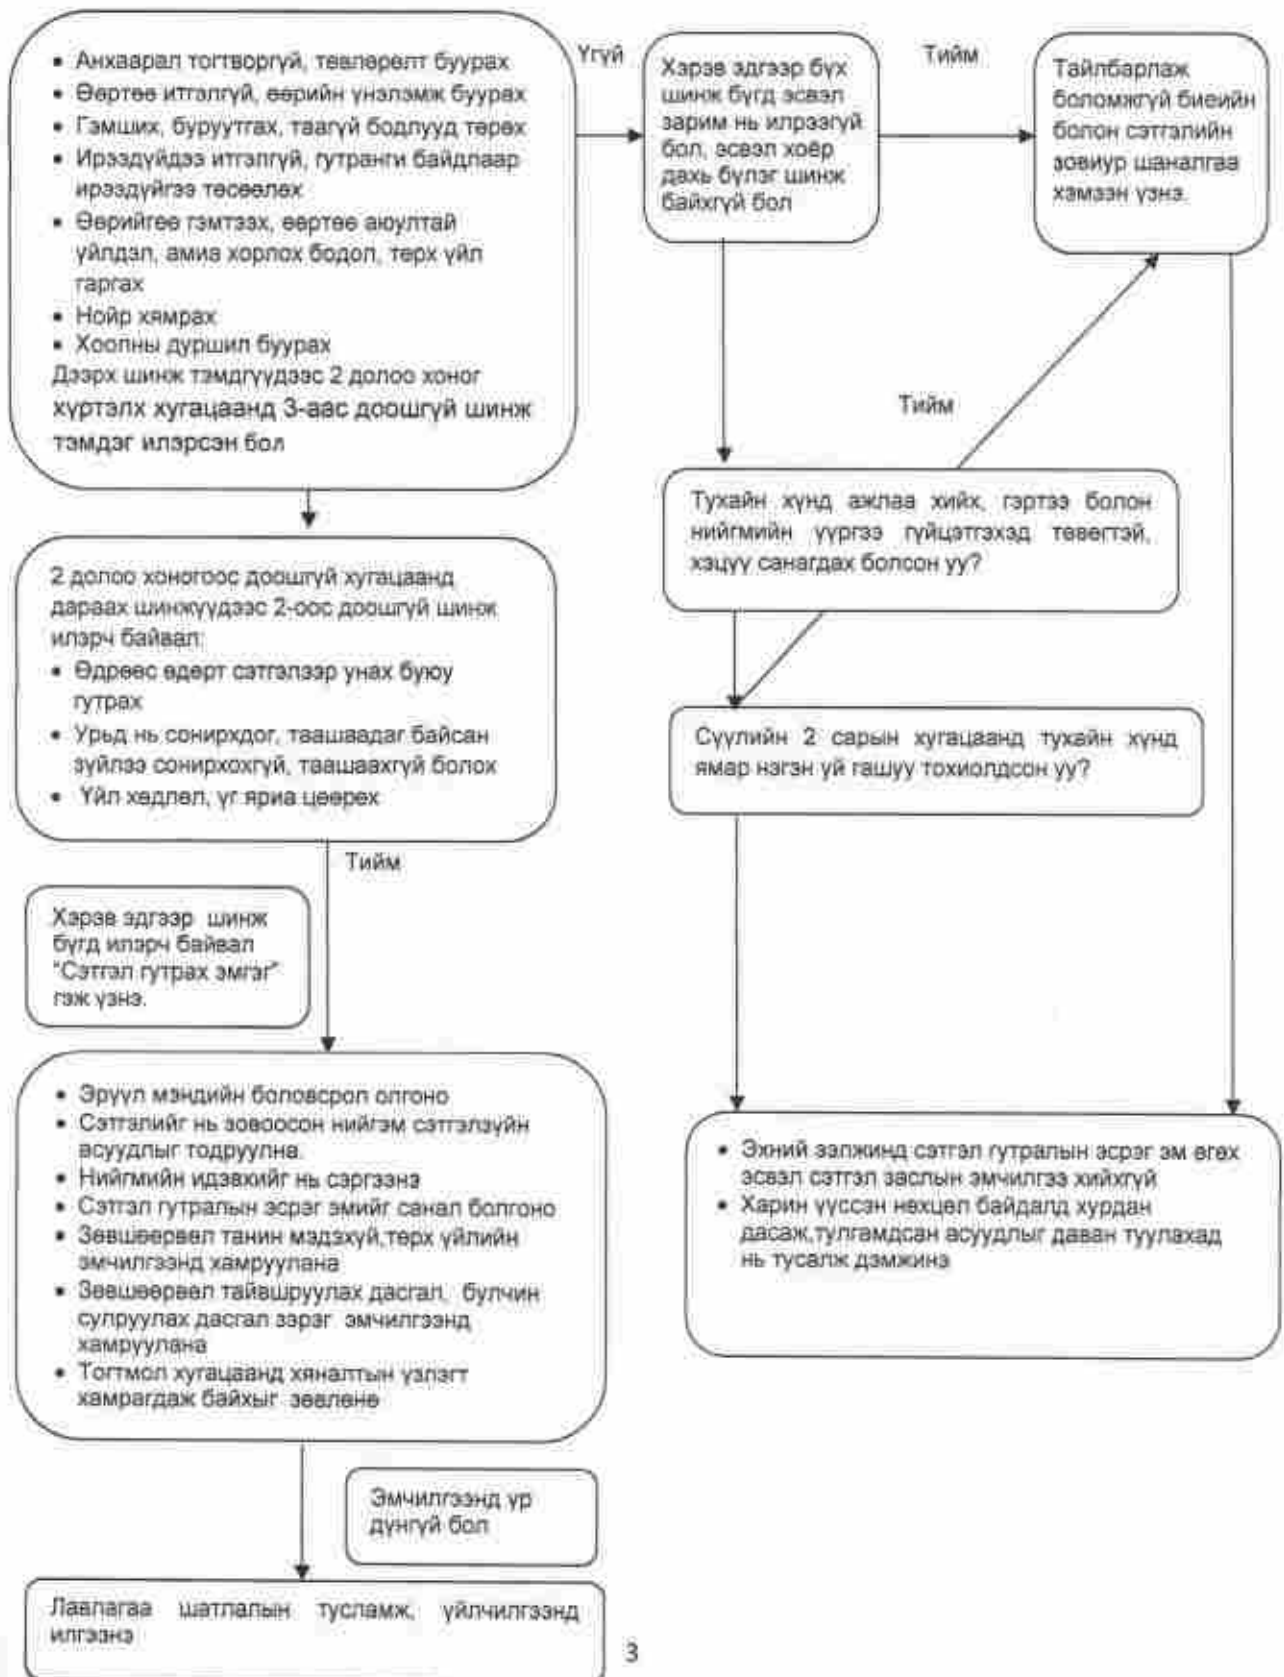 • Анхаарал тогтворгүй, төвлөрөлт буурах
• Өөртөө итгэлгүй, өөрийн үнэлэмж буурах
• Гэмших, буруутгах, таагүй бодлууд төрөх
• Ирээдүйдээ итгэлгүй, гутранги байдлаар
ирээдүйгээ төсөөлөх
• Өөрийгөө гэмтээх, өөртөө аюултай
үйлдэл, амиа хорлох бодол, төрх үйл
гаргах
• Нойр хямрах
• Хоолны дуршил буурах
Дээрх шинж тэмдгүүдээс 2 долоо хоног
хүртэлх хугацаанд 3-аас доошгүй шинж
тэмдэг илэрсэн бол
Үгүй
Хэрэв эдгээр бүх
шинж бүгд эсвэл
зарим нь илрээгүй
бол, эсвэл хоёр
дахь бүлэг шинж
байхгүй бол
Тийм
Тайлбарлаж
боломжгүй биеийн
болон сэтгэлийн
зовиур шаналгаа
хэмээн үзнэ.
Тийм
Тухайн хүнд ажлаа хийх, гэртээ болон
нийгмийн үүргээ гүйцэтгэхэд төвөгтэй,
хэцүү санагдах болсон уу?
2 долоо хоногоос доошгүй хугацаанд
дараах шинжүүдээс 2-оос доошгүй шинж
илэрч байвал:
• Өдрөөс өдөрт сэтгэлээр унах буюу
гутрах
• Урьд нь сонирхдог, таашаадаг байсан
зүйлээ сонирхохгүй, таашаахгүй болох
• Үйл хөдлөл, үг яриа цөөрөх
Сүүлийн 2 сарын хугацаанд тухайн хүнд
ямар нэгэн уй гашуу тохиолдсон уу?
Тийм
Хэрэв эдгээр шинж
бүгд илэрч байвал
"Сэтгэл гутрах эмгэг"
гэж үзнэ.
• Эрүүл мэндийн боловсрол олгоно
• Сэтгэлийг нь зовоосон нийгэм сэтгэлзүйн
асуудлыг тодруулна.
• Нийгмийн идэвхийг нь сэргээнэ
• Сэтгэл гутралын эсрэг эмийг санал болгоно
• Зөвшөөрвөл танин мэдэхүй,төрх үйлийн
эмчилгээнд хамруулана
• Зөвшөөрвөл тайвшруулах дасгал, булчин
сулруулах дасгал зэрэг эмчилгээнд
хамруулана
• Тогтмол хугацаанд хяналтын үзлэгт
хамрагдаж байхыг зөвлөнө
• Эхний ээлжинд сэтгэл гутралын эсрэг эм өгөх
эсвэл сэтгэл заслын эмчилгээ хийхгүй
• Харин үүссэн нөхцөл байдалд хурдан
дасаж,тулгамдсан асуудлыг даван туулахад
нь тусалж дэмжинэ
Эмчилгээнд үр
дүнгүй бол
Лавлагаа шатлалын тусламж, үйлчилгээнд
илгээнэ
3